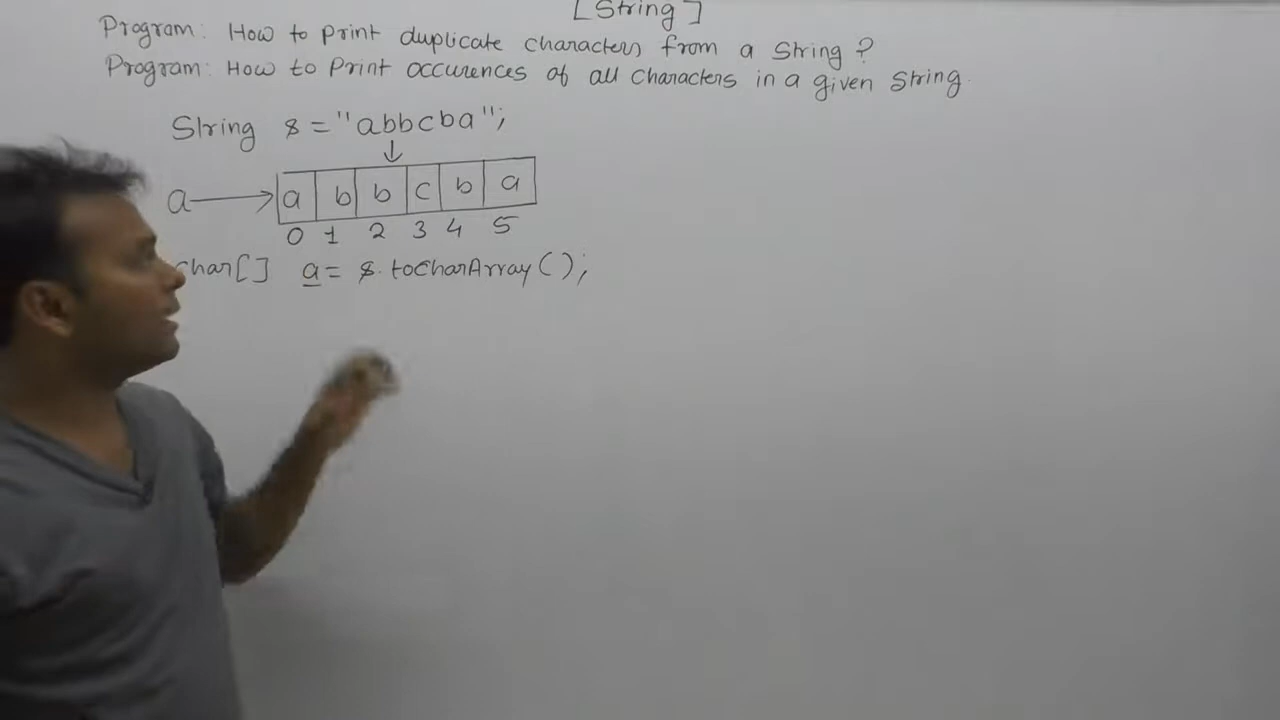 [String]
Program: How to print duplicate characters from a String?
Program: How to Print occurences of all characters in a given String.
String s = "abbcba";
a a b b c b a
0 1 2 3 4 5
char[] a = s.toCharArray();